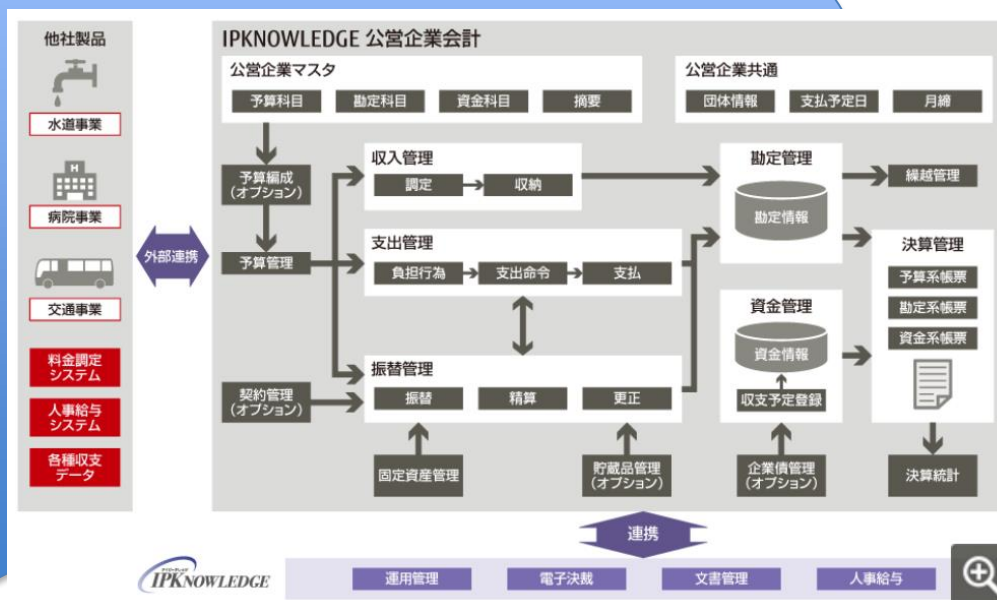 他社製品
水道事業
病院事業
交通事業
料金調定
システム
人事給与
システム
各種収支
データ
外部連携
IPKNOWLEDGE 公営企業会計
公営企業マスタ
予算科目
勘定科目
資金科目
摘要
公営企業共通
団体情報
支払予定日
月締
予算編成
(オプション)
予算管理
契約管理
(オプション)
収入管理
調定
収納
支出管理
負担行為
支出命令
支払
振替管理
振替
精算
更正
固定資産管理
貯蔵品管理
(オプション)
勘定管理
勘定情報
資金管理
資金情報
収支予定登録
企業債管理
(オプション)
繰越管理
決算管理
予算系帳票
勘定系帳票
資金系帳票
決算統計
連携
IPKNOWLEDGE
運用管理
電子決裁
文書管理
人事給与